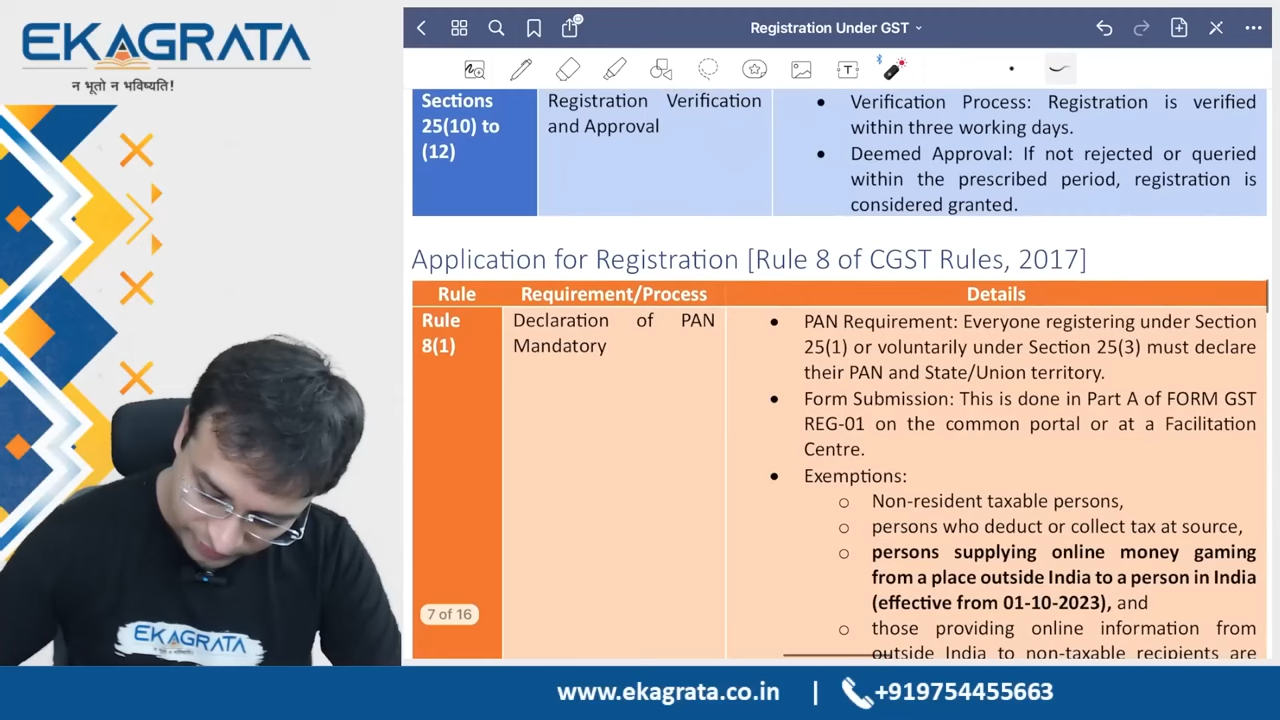 EKAGRATA
न भूतो न भविष्यति!
Registration Under GST
T
Sections
25(10) to
(12)
Registration Verification
and Approval
• Verification Process: Registration is verified
within three working days.
• Deemed Approval: If not rejected or queried
within the prescribed period, registration is
considered granted.
Application for Registration [Rule 8 of CGST Rules, 2017]
Rule Requirement/Process Details
Rule
8(1)
Declaration of PAN
Mandatory
• PAN Requirement: Everyone registering under Section
25(1) or voluntarily under Section 25(3) must declare
their PAN and State/Union territory.
• Form Submission: This is done in Part A of FORM GST
REG-01 on the common portal or at a Facilitation
Centre.
• Exemptions:
o Non-resident taxable persons,
o persons who deduct or collect tax at source,
o persons supplying online money gaming
from a place outside India to a person in India
(effective from 01-10-2023), and
o those providing online information from
outside India to non-taxable recipients are
7 of 16
EKAGRATA
www.ekagrata.co.in | +919754455663